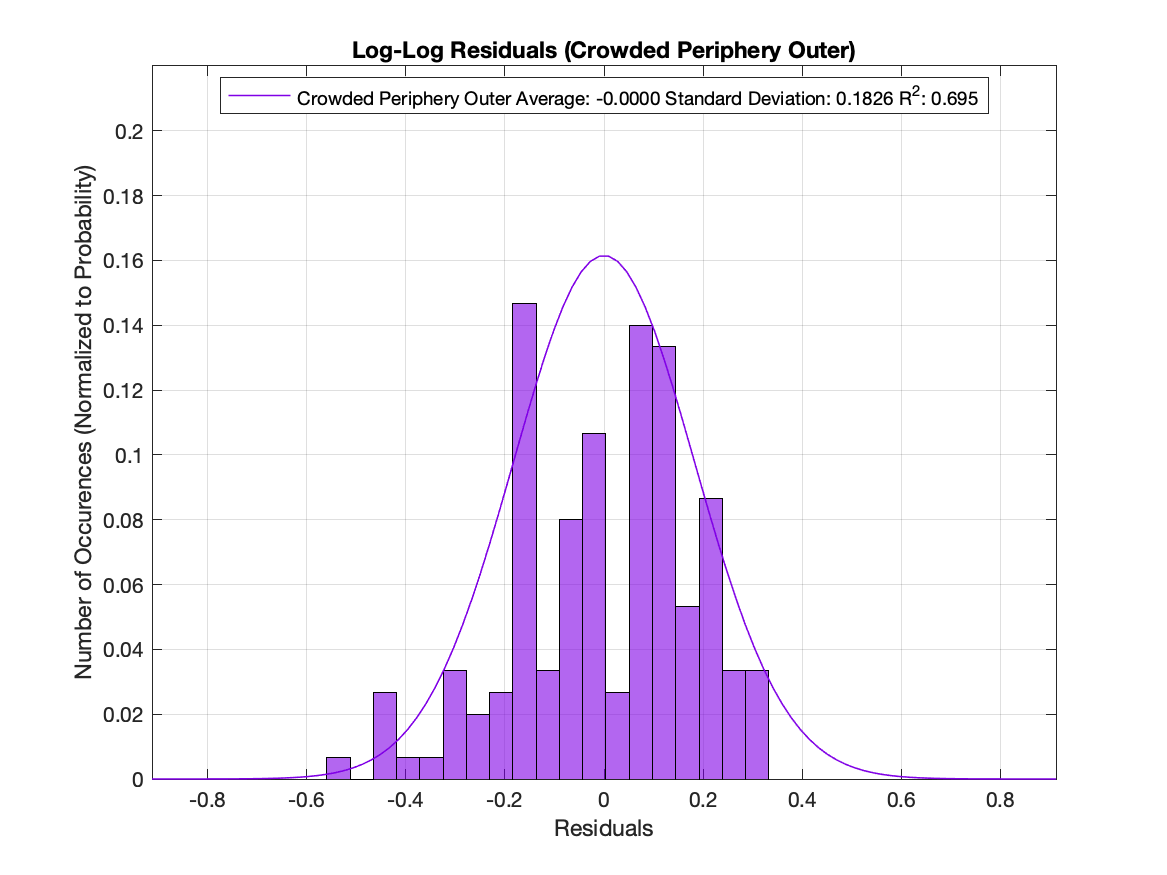 Log-Log Residuals (Crowded Periphery Outer)
Crowded Periphery Outer Average: -0.0000 Standard Deviation: 0.1826 R²: 0.695
Number of Occurences (Normalized to Probability)
0.2
0.18
0.16
0.14
0.12
0.1
0.08
0.06
0.04
0.02
0
-0.8 -0.6 -0.4 -0.2 0 0.2 0.4 0.6 0.8
Residuals